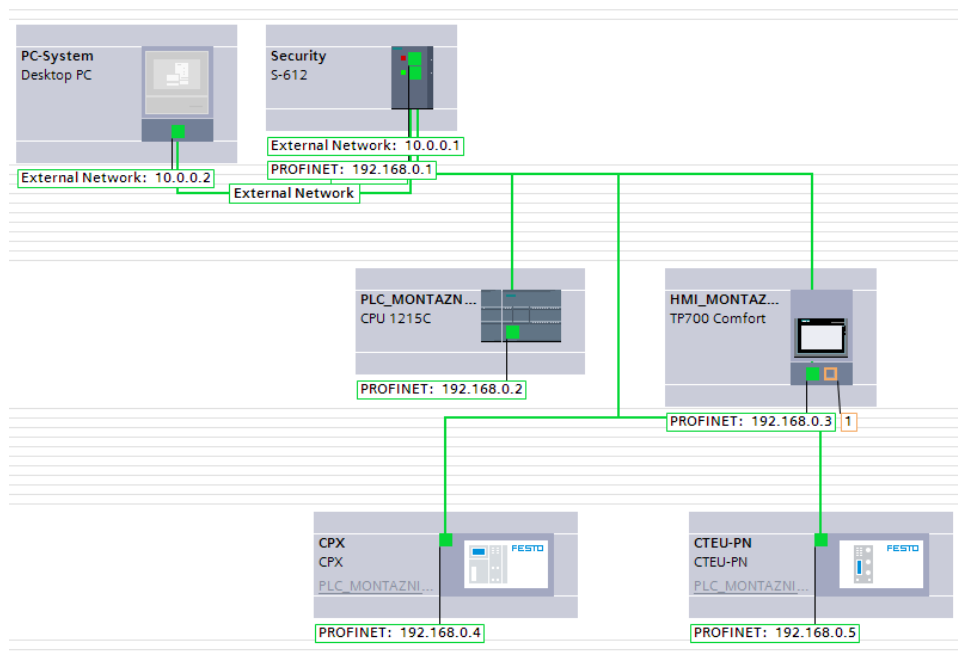 PC-System
Desktop PC
Security
S-612
External Network: 10.0.0.1
PROFINET: 192.168.0.1
External Network: 10.0.0.2
External Network
PLC_MONTAZN...
CPU 1215C
HMI_MONTAZ...
TP700 Comfort
PROFINET: 192.168.0.2
PROFINET: 192.168.0.3
1
CPX
CPX
PLC_MONTAZNI...
FESTO
CTEU-PN
CTEU-PN
PLC_MONTAZNI...
FESTO
PROFINET: 192.168.0.4
PROFINET: 192.168.0.5